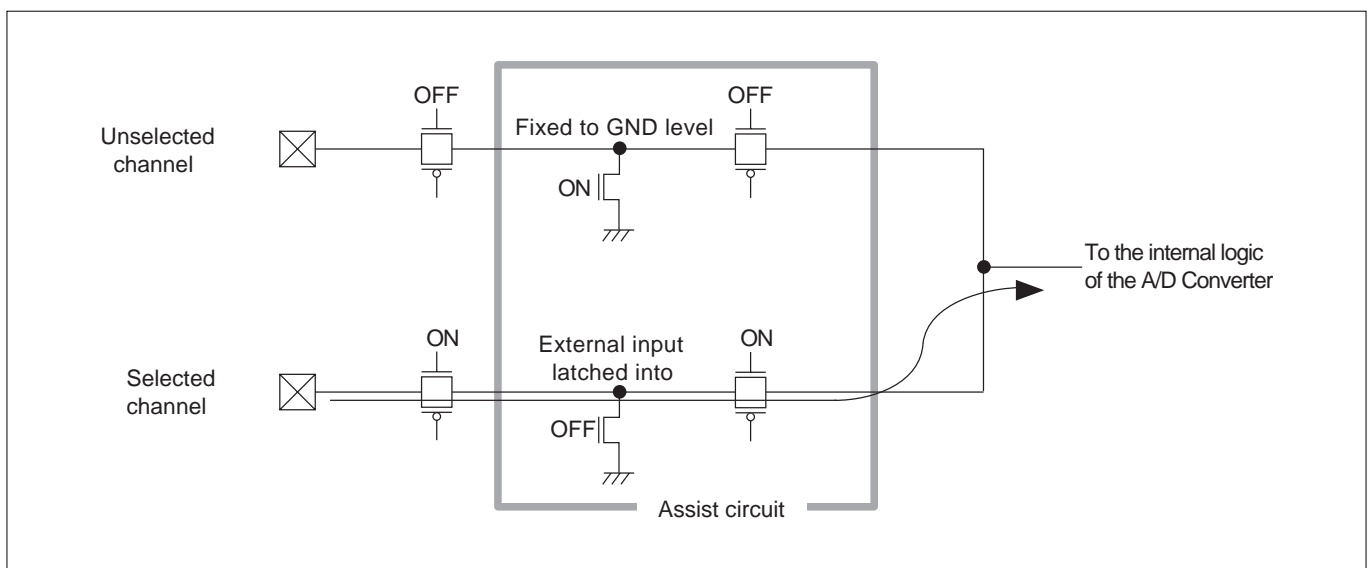 OFF
OFF
Unselected
channel
Fixed to GND level
ON
To the internal logic
of the A/D Converter
ON
External input
latched into
ON
Selected
channel
OFF
Assist circuit